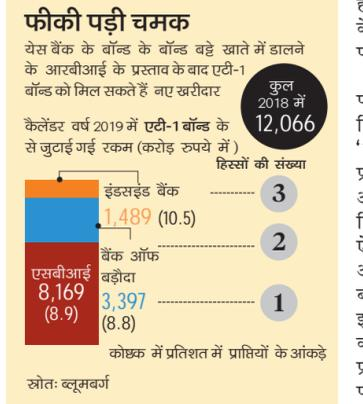 फीकी पड़ी चमक
येस बैंक के बॉन्ड के बॉन्ड बट्टे खाते में डालने
के आरबीआई के प्रस्ताव के बाद एटी-1
बॉन्ड को मिल सकते हैं नए खरीदार
कुल
2018 में
12,066
कैलेंडर वर्ष 2019 में एटी-1 बॉन्ड के
से जुटाई गई रकम (करोड़ रुपये में)
हिस्सों की संख्या
इंडसइंड बैंक
1,489 (10.5)
3
बैंक ऑफ
बड़ौदा
3,397
(8.8)
2
एसबीआई
8,169
(8.9)
1
कोष्ठक में प्रतिशत में प्राप्तियों के आंकड़े
स्रोतः ब्लूमबर्ग